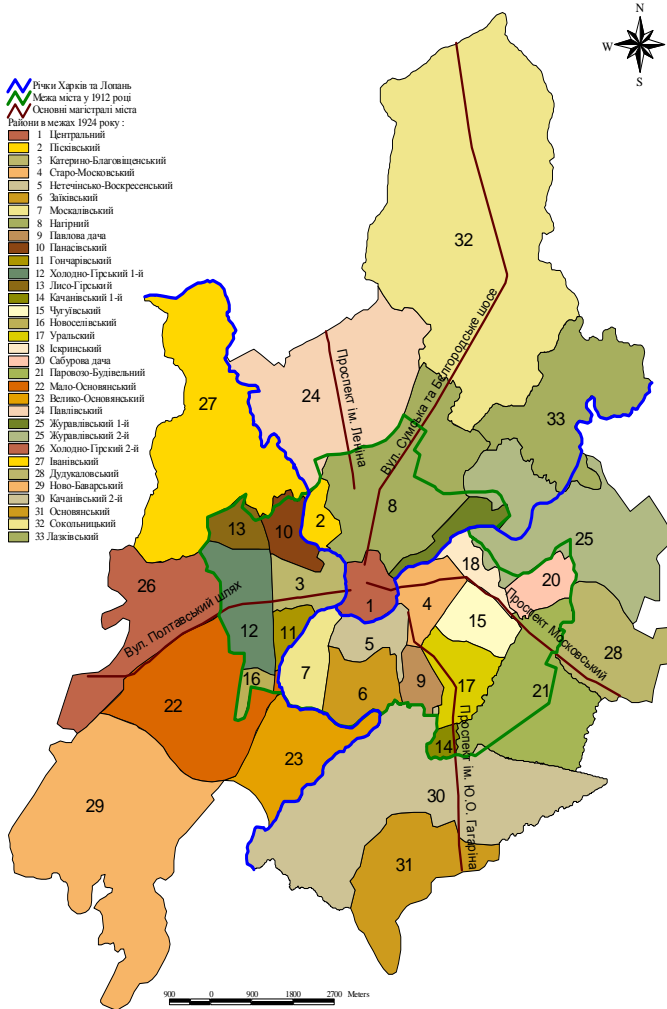 N
W
E
S
Річки Харків та Лопань
Межа міста у 1912 році
Основні магістралі міста
Райони в межах 1924 року :
1 Центральний
2 Пісківський
3 Катерино-Благовіщенський
4 Старо-Московський
5 Нетечінсько-Воскресенський
6 Заїківський
7 Москалівський
8 Нагірний
9 Павлова дача
10 Панасівський
11 Гончарівський
12 Холодно-Гірський 1-й
13 Лисо-Гірський
14 Качанівський 1-й
15 Чугуївський
16 Новоселівський
17 Уральский
18 Іскринський
20 Сабурова дача
21 Паровозо-Будівельний
22 Мало-Основянський
23 Велико-Основянський
24 Павлівський
25 Журавлівський 1-й
25 Журавлівський 2-й
26 Холодно-Гірский 2-й
27 Іванівський
28 Дудукаловський
29 Ново-Баварський
30 Качанівський 2-й
31 Основянський
32 Сокольницький
33 Лазківський
32
33
24
27
Проспект ім. Леніна
Вул. Сумська та Бєлгородське шосе
8
2
13
10
25
18
20
26
3
1
4
Вул. Полтавський шлях
Проспект Московський
12
11
5
15
28
16
7
6
9
17
21
22
23
14
30
Проспект ім. Ю.О. Гагаріна
29
31
900 0 900 1800 2700 Meters